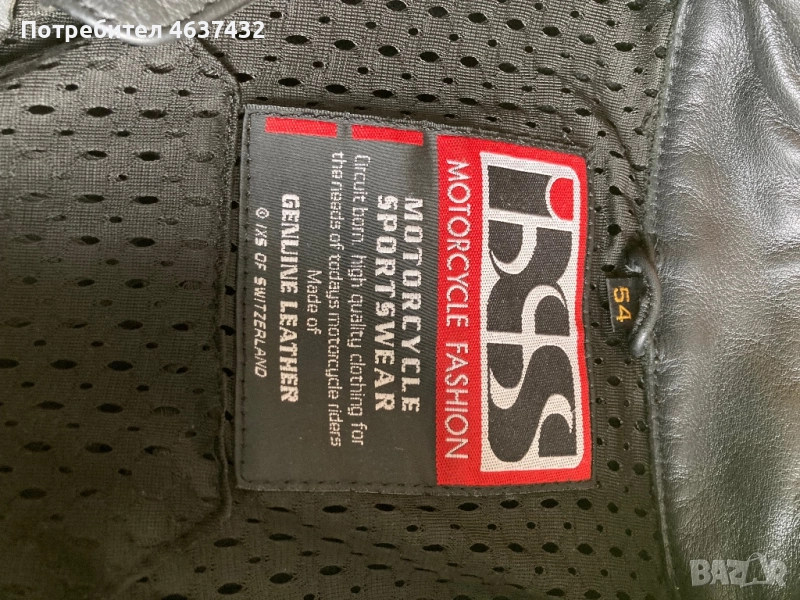 Потребител 4637432
iXS
MOTORCYCLE FASHION
MOTORCYCLE
SPORTSWEAR
Circuit born, high quality clothing for
the needs of todays motorcycle riders
Made of
GENUINE LEATHER
© IXS OF SWITZERLAND
54
BAZAR